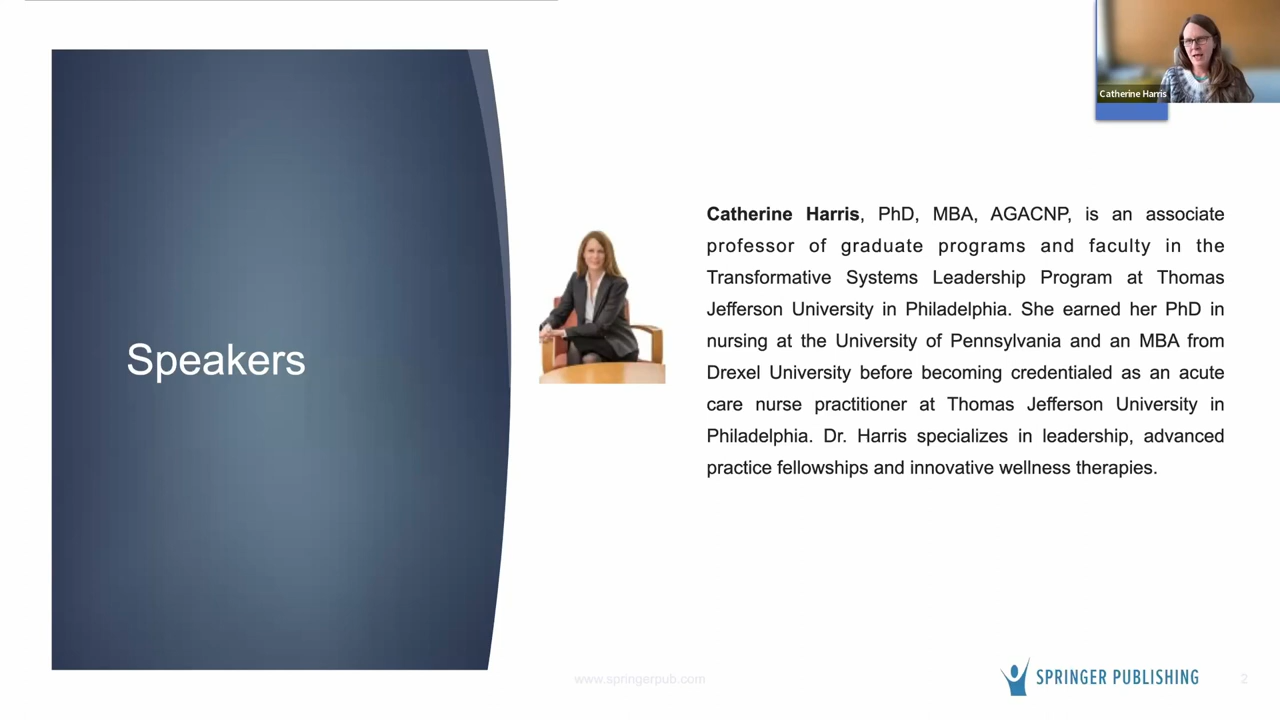 Catherine Harris
Speakers
Catherine Harris, PhD, MBA, AGACNP, is an associate
professor of graduate programs and faculty in the
Transformative Systems Leadership Program at Thomas
Jefferson University in Philadelphia. She earned her PhD in
nursing at the University of Pennsylvania and an MBA from
Drexel University before becoming credentialed as an acute
care nurse practitioner at Thomas Jefferson University in
Philadelphia. Dr. Harris specializes in leadership, advanced
practice fellowships and innovative wellness therapies.
www.springerpub.com
SPRINGER PUBLISHING
2